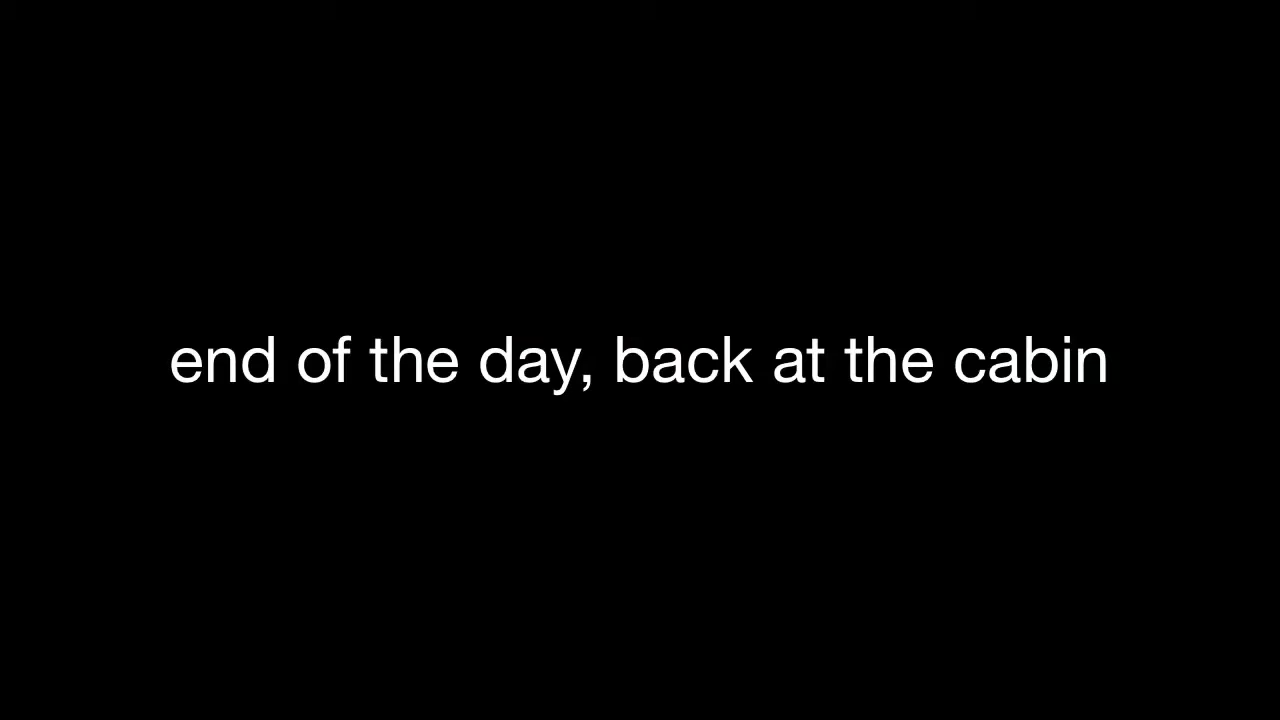 end of the day, back at the cabin